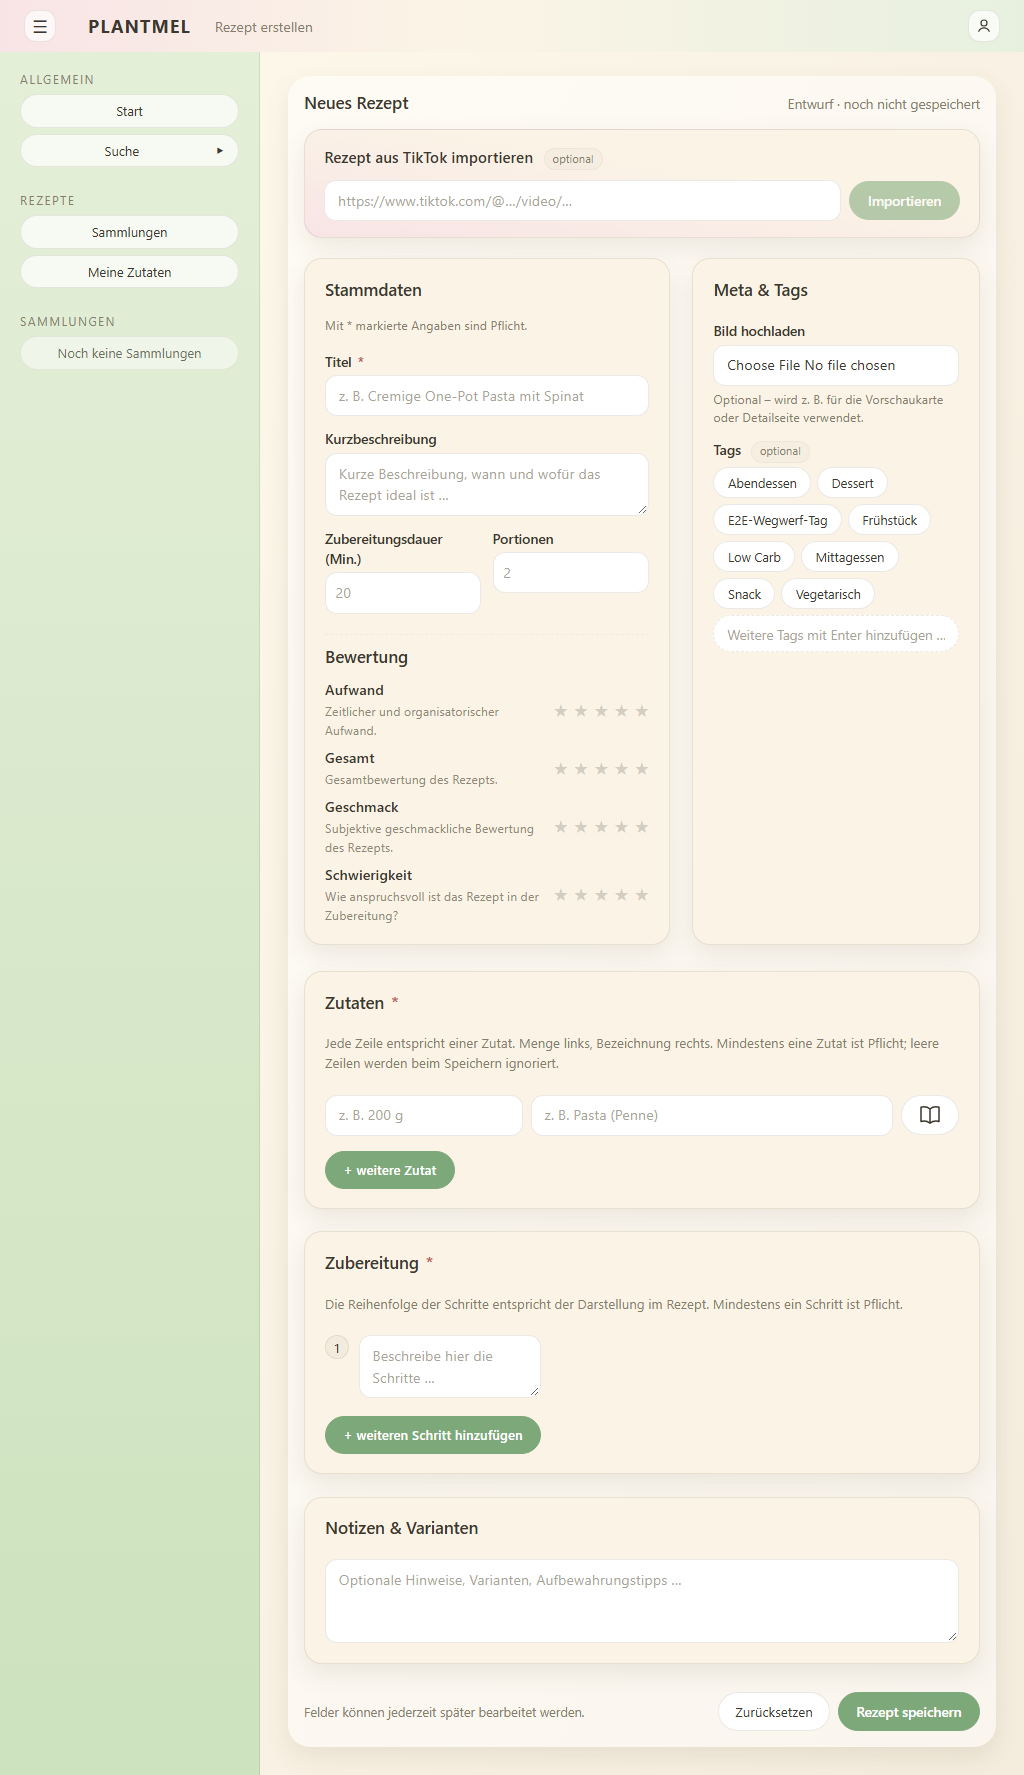 ☰ PLANTMEL Rezept erstellen
ALLGEMEIN
Start
Suche ▸
REZEPTE
Sammlungen
Meine Zutaten
SAMMLUNGEN
Noch keine Sammlungen
Neues Rezept
Entwurf · noch nicht gespeichert
Rezept aus TikTok importieren optional
https://www.tiktok.com/@.../video/...
Importieren
Stammdaten
Mit * markierte Angaben sind Pflicht.
Titel *
z. B. Cremige One-Pot Pasta mit Spinat
Kurzbeschreibung
Kurze Beschreibung, wann und wofür das
Rezept ideal ist ...
Zubereitungsdauer
(Min.)
20
Portionen
2
Bewertung
Aufwand
Zeitlicher und organisatorischer
Aufwand.
★ ★ ★ ★ ★
Gesamt
Gesamtbewertung des Rezepts.
★ ★ ★ ★ ★
Geschmack
Subjektive geschmackliche Bewertung
des Rezepts.
★ ★ ★ ★ ★
Schwierigkeit
Wie anspruchsvoll ist das Rezept in der
Zubereitung?
★ ★ ★ ★ ★
Meta & Tags
Bild hochladen
Choose File No file chosen
Optional – wird z. B. für die Vorschaukarte
oder Detailseite verwendet.
Tags optional
Abendessen Dessert
E2E-Wegwerf-Tag Frühstück
Low Carb Mittagessen
Snack Vegetarisch
Weitere Tags mit Enter hinzufügen ...
Zutaten *
Jede Zeile entspricht einer Zutat. Menge links, Bezeichnung rechts. Mindestens eine Zutat ist Pflicht; leere
Zeilen werden beim Speichern ignoriert.
z. B. 200 g
z. B. Pasta (Penne)
+ weitere Zutat
Zubereitung *
Die Reihenfolge der Schritte entspricht der Darstellung im Rezept. Mindestens ein Schritt ist Pflicht.
1
Beschreibe hier die
Schritte ...
+ weiteren Schritt hinzufügen
Notizen & Varianten
Optionale Hinweise, Varianten, Aufbewahrungstipps ...
Felder können jederzeit später bearbeitet werden.
Zurücksetzen
Rezept speichern